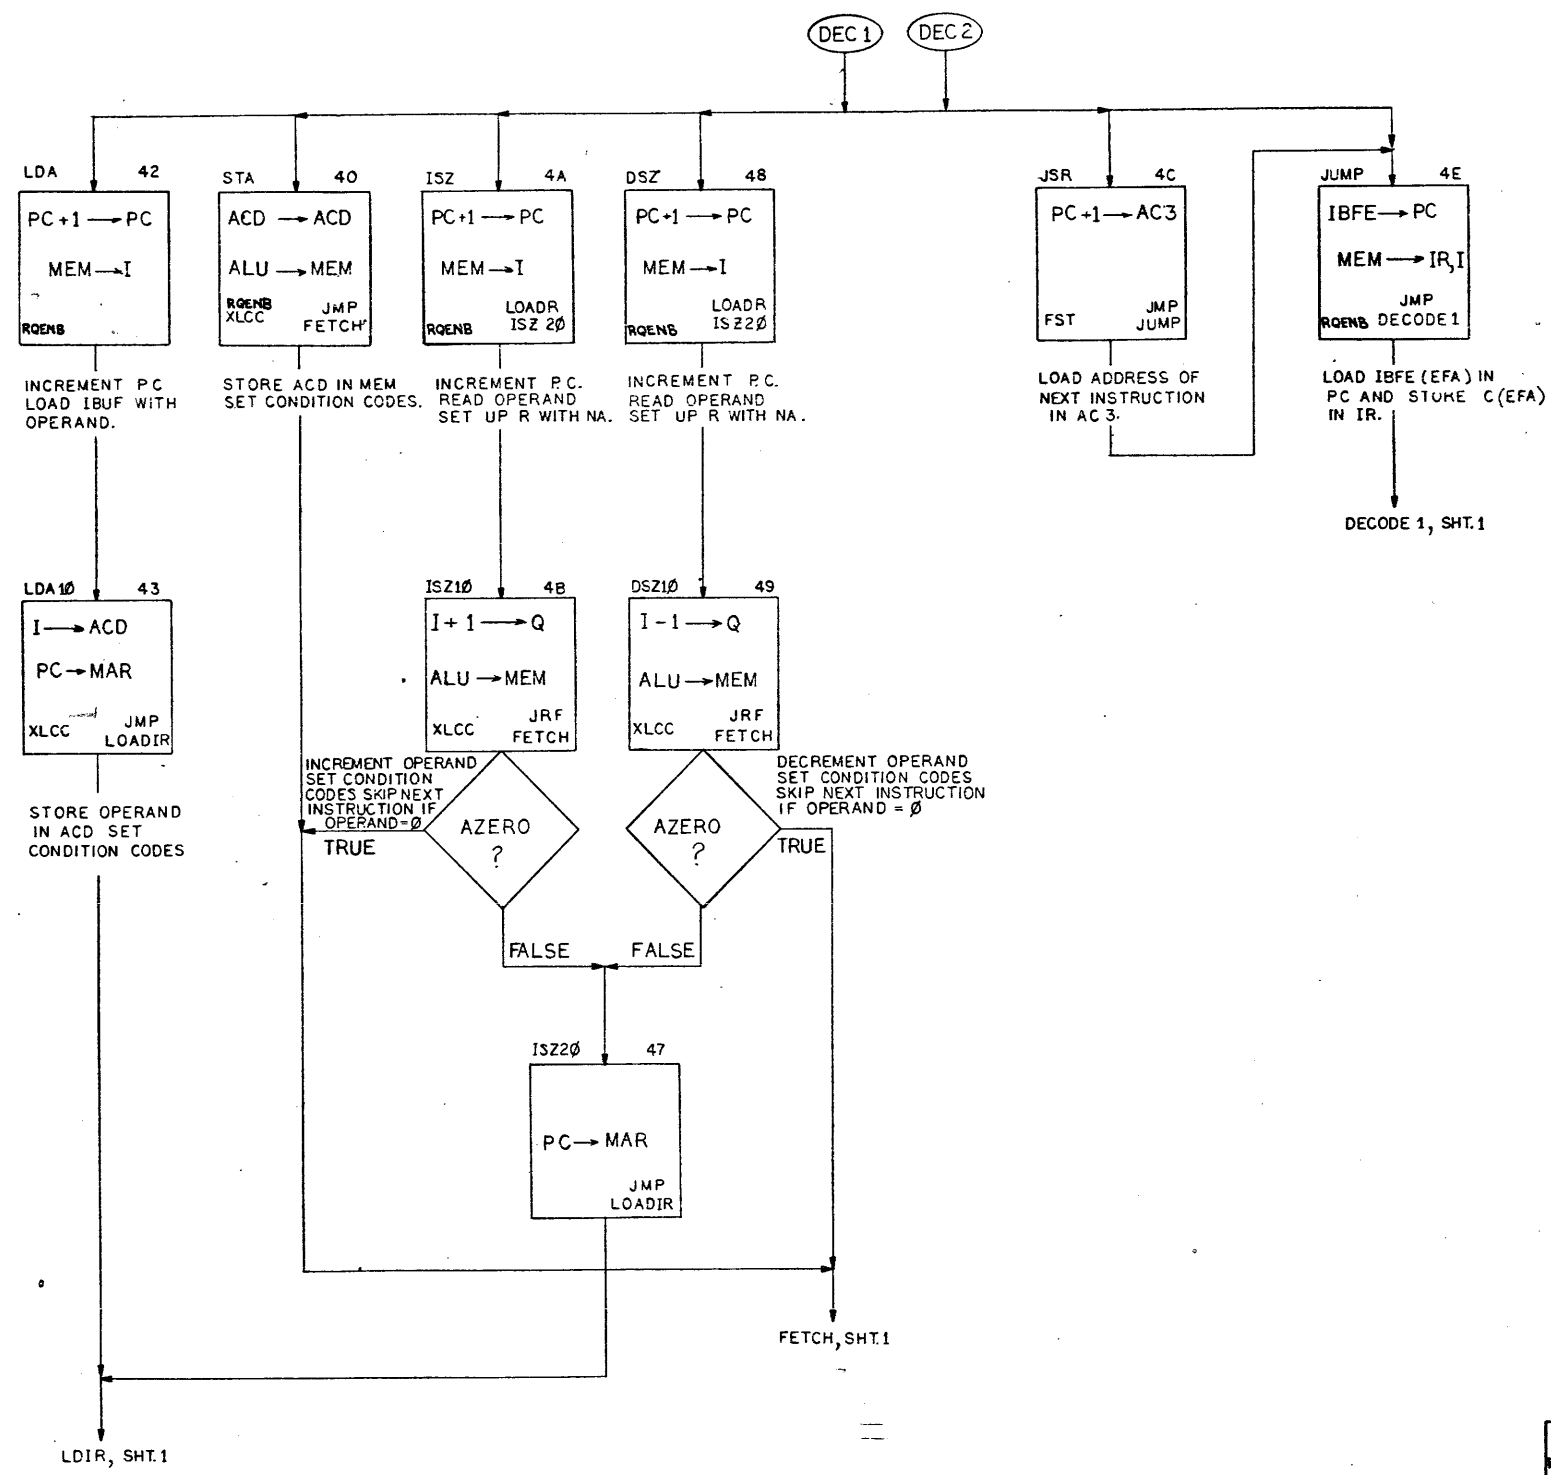 DEC 1
DEC 2
LDA 42
PC+1 → PC
MEM → I
RQENB
INCREMENT PC
LOAD IBUF WITH
OPERAND.
STA 40
ACD → ACD
ALU → MEM
RQENB
XLCC
JMP
FETCH
STORE ACD IN MEM
SET CONDITION CODES.
ISZ 4A
PC+1 → PC
MEM → I
RQENB
LOADR
ISZ 2Ø
INCREMENT P.C.
READ OPERAND
SET UP R WITH NA.
DSZ 48
PC+1 → PC
MEM → I
RQENB
LOADR
ISZ2Ø
INCREMENT P.C.
READ OPERAND
SET UP R WITH NA.
JSR 4C
PC+1 → AC3
FST
JMP
JUMP
LOAD ADDRESS OF
NEXT INSTRUCTION
IN AC3.
JUMP 4E
IBFE → PC
MEM → IR,I
RQENB
JMP
DECODE1
LOAD IBFE (EFA) IN
PC AND STORE C(EFA)
IN IR.
DECODE 1, SHT.1
LDA1Ø 43
I → ACD
PC → MAR
XLCC
JMP
LOADIR
STORE OPERAND
IN ACD SET
CONDITION CODES
ISZ1Ø 4B
I+1 → Q
ALU → MEM
XLCC
JRF
FETCH
INCREMENT OPERAND
SET CONDITION
CODES SKIP NEXT
INSTRUCTION IF
OPERAND=Ø
TRUE
AZERO
?
FALSE
DSZ1Ø 49
I-1 → Q
ALU → MEM
XLCC
JRF
FETCH
DECREMENT OPERAND
SET CONDITION CODES
SKIP NEXT INSTRUCTION
IF OPERAND = Ø
AZERO
?
TRUE
FALSE
ISZ2Ø 47
PC → MAR
JMP
LOADIR
FETCH, SHT.1
LDIR, SHT.1